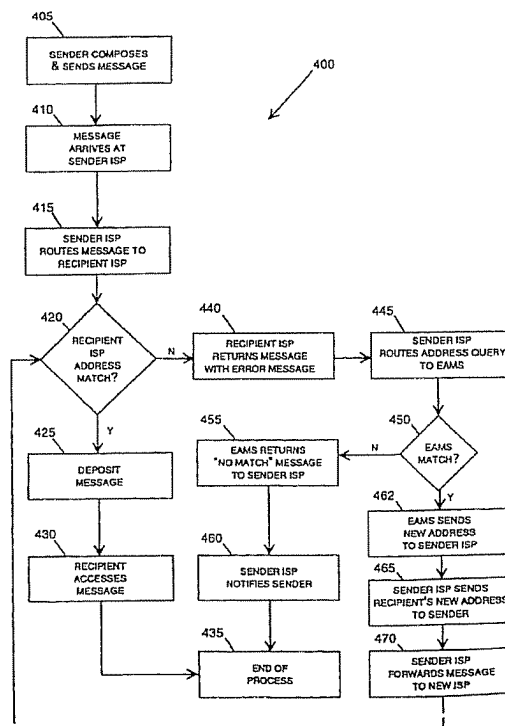 405
SENDER COMPOSES
& SENDS MESSAGE
400
410
MESSAGE
ARRIVES AT
SENDER ISP
415
SENDER ISP
ROUTES MESSAGE TO
RECIPIENT ISP
420
RECIPIENT
ISP
ADDRESS
MATCH?
N
Y
440
RECIPIENT ISP
RETURNS MESSAGE
WITH ERROR MESSAGE
445
SENDER ISP
ROUTES ADDRESS QUERY
TO EAMS
450
EAMS
MATCH?
N
Y
425
DEPOSIT
MESSAGE
455
EAMS RETURNS
"NO MATCH" MESSAGE
TO SENDER ISP
462
EAMS SENDS
NEW ADDRESS
TO SENDER ISP
430
RECIPIENT
ACCESSES
MESSAGE
460
SENDER ISP
NOTIFIES SENDER
465
SENDER ISP SENDS
RECIPIENT'S NEW ADDRESS
TO SENDER
435
END OF
PROCESS
470
SENDER ISP
FORWARDS MESSAGE
TO NEW ISP